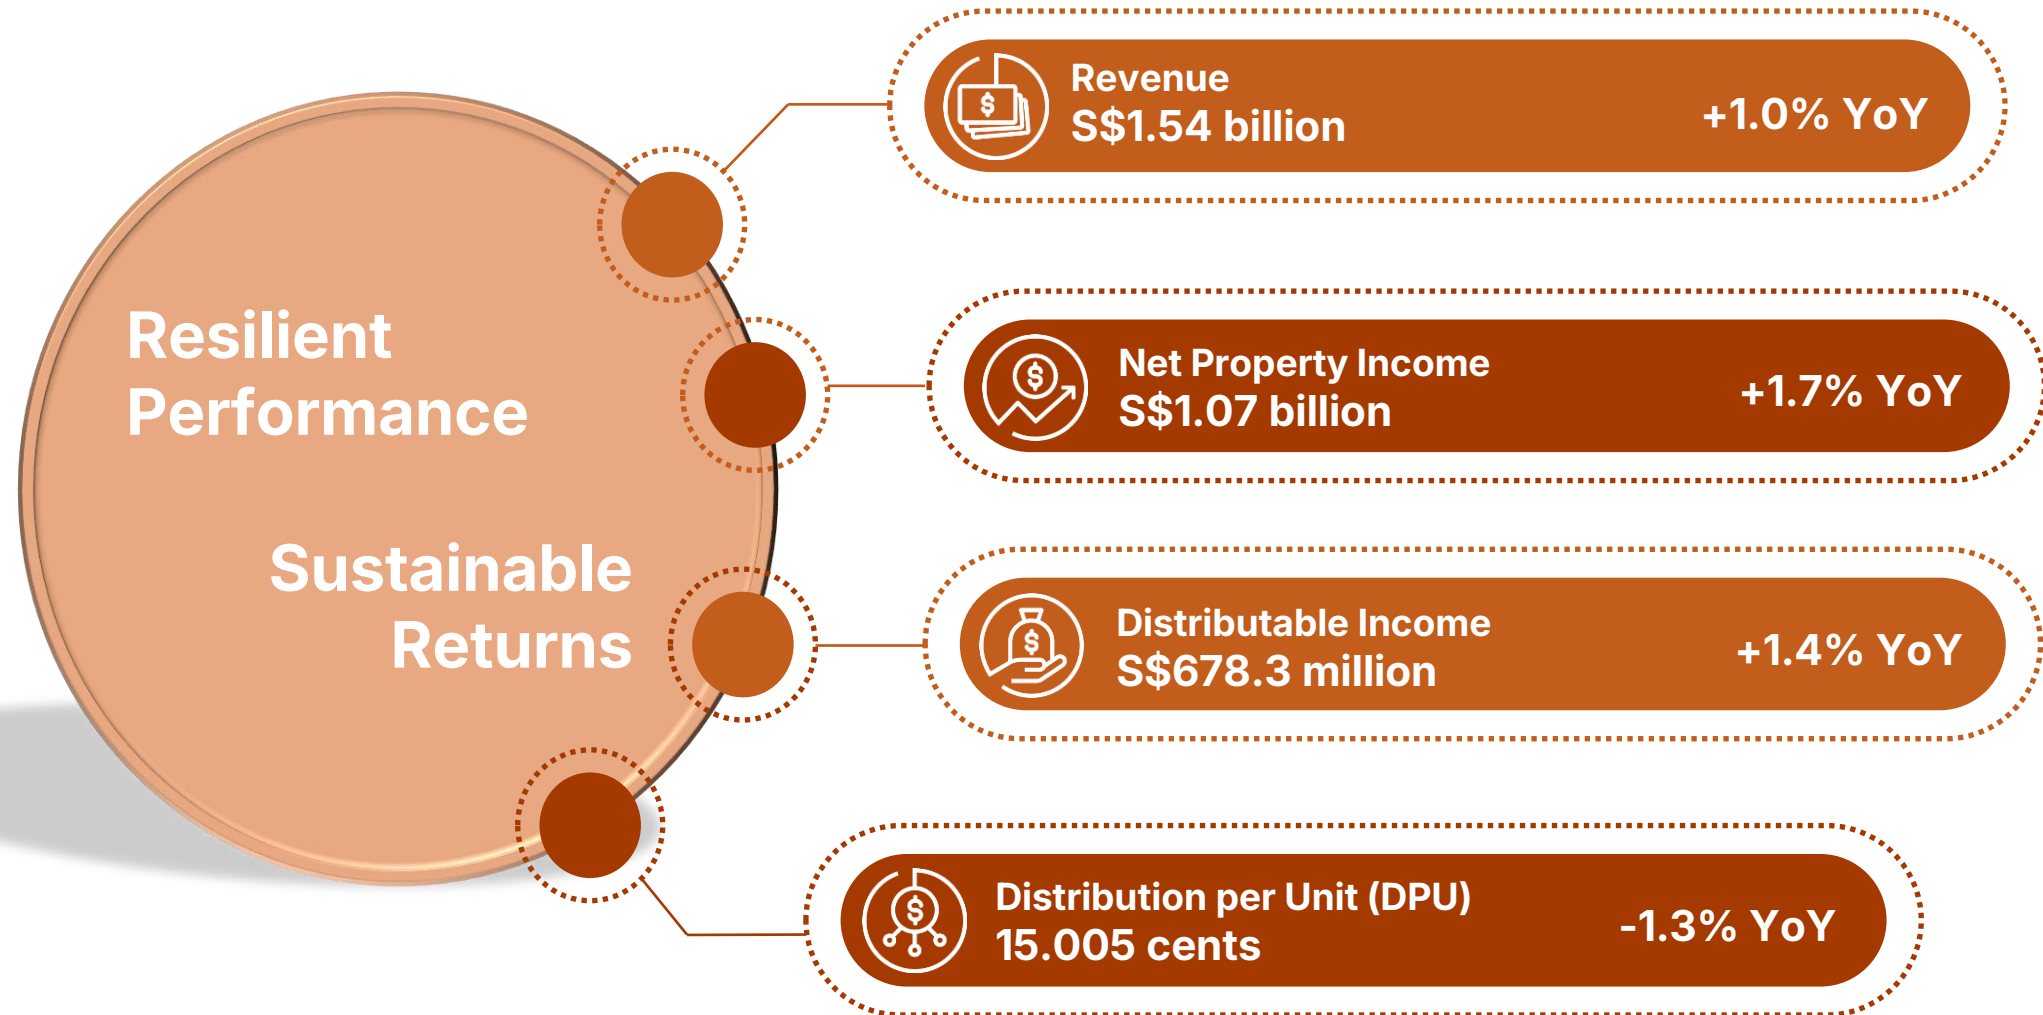 Resilient
Performance
Sustainable
Returns
Revenue
S$1.54 billion
+1.0% YoY
Net Property Income
S$1.07 billion
+1.7% YoY
Distributable Income
S$678.3 million
+1.4% YoY
Distribution per Unit (DPU)
15.005 cents
-1.3% YoY